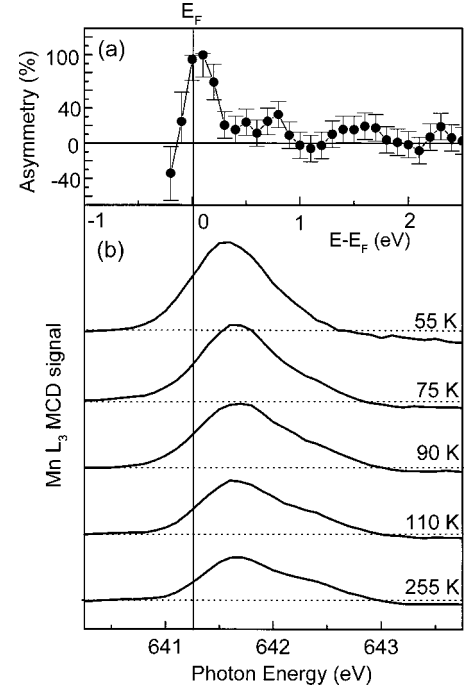 E_F
(a)
Asymmetry (%)
100
40
0
-40
-1
0
1
2
E-E_F (eV)
(b)
Mn L₃ MCD signal
55 K
75 K
90 K
110 K
255 K
641
642
643
Photon Energy (eV)